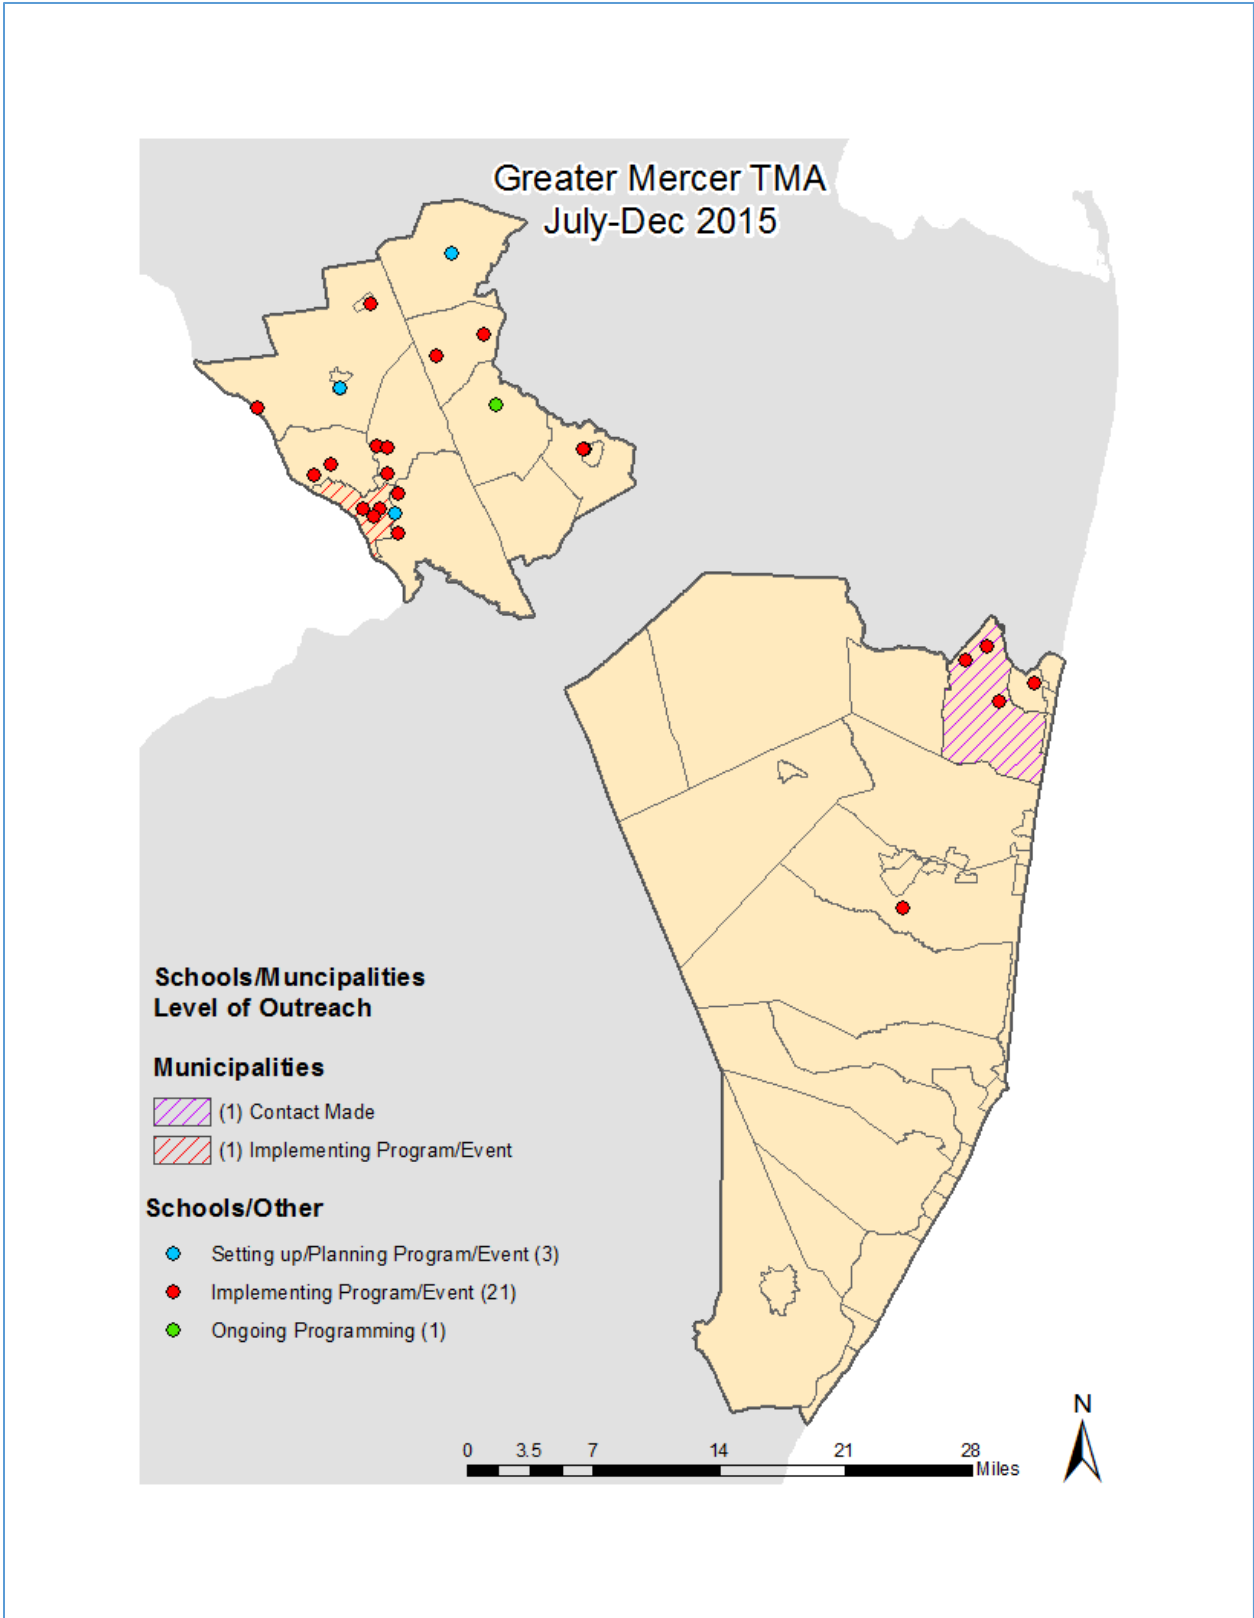 Greater Mercer TMA
July-Dec 2015
Schools/Muncipalities
Level of Outreach
Municipalities
(1) Contact Made
(1) Implementing Program/Event
Schools/Other
Setting up/Planning Program/Event (3)
Implementing Program/Event (21)
Ongoing Programming (1)
0 3.5 7 14 21 28
Miles
N